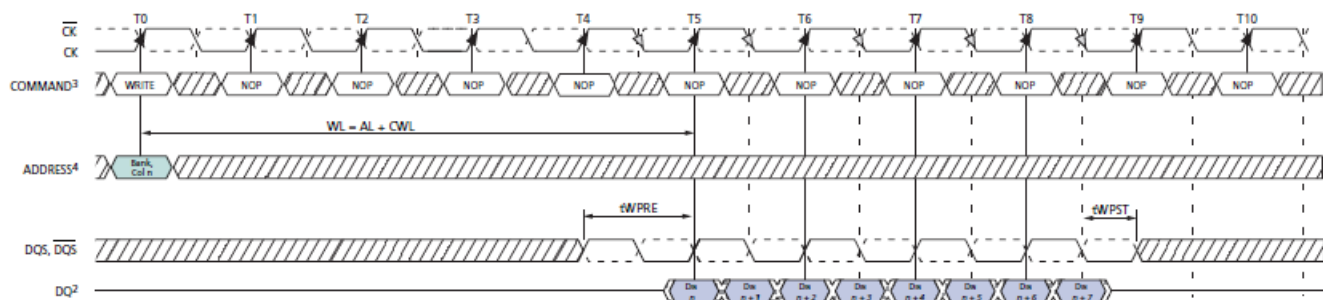 T0 T1 T2 T3 T4 T5 T6 T7 T8 T9 T10
CK
CK
COMMAND3 WRITE NOP NOP NOP NOP NOP NOP NOP NOP NOP NOP
WL = AL + CWL
ADDRESS4 Bank, Col n
tWPRE tWPST
DQS, DQS
DQ2 Din n Din n + 1 Din n + 2 Din n + 3 Din n + 4 Din n + 5 Din n + 6 Din n + 7